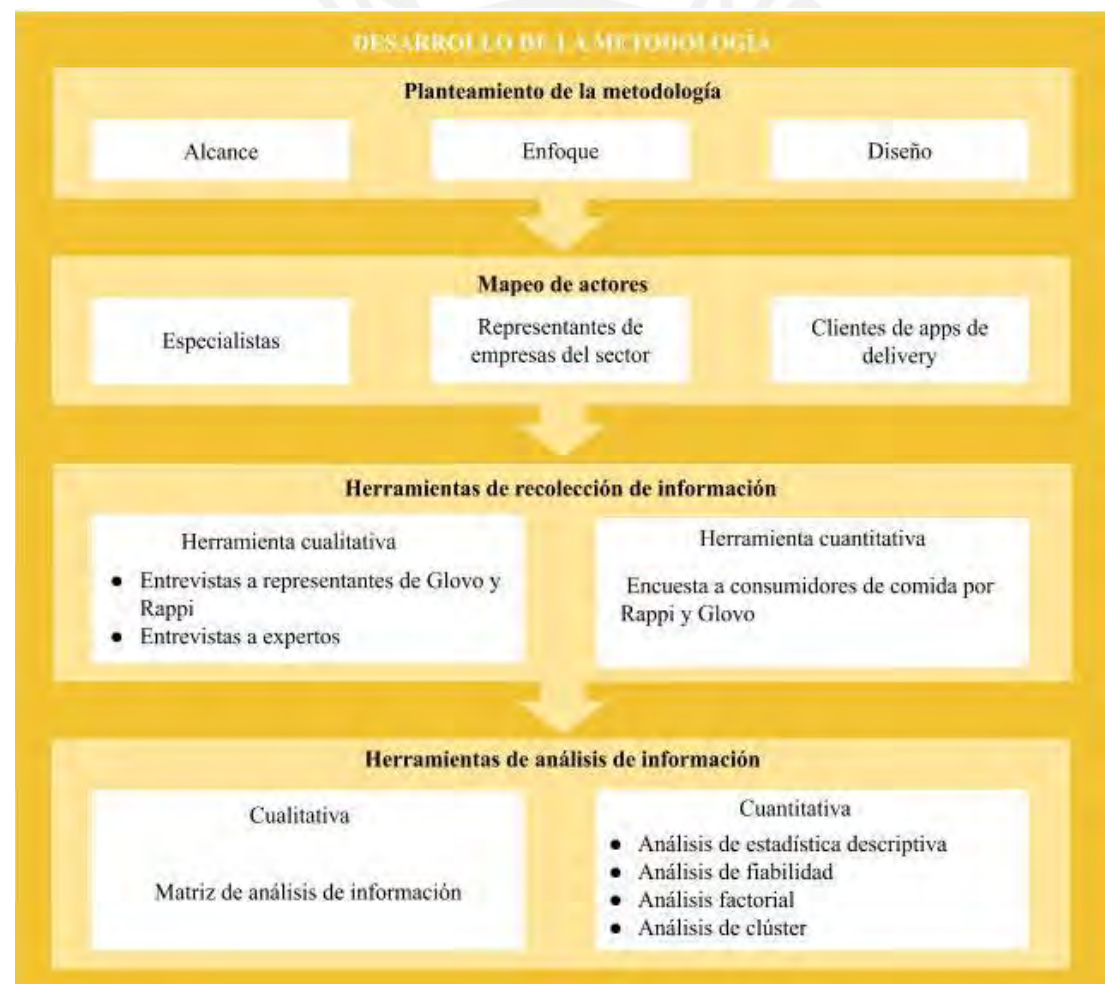 DESARROLLO DE LA METODOLOGÍA
Planteamiento de la metodología
Alcance
Enfoque
Diseño
Mapeo de actores
Especialistas
Representantes de
empresas del sector
Clientes de apps de
delivery
Herramientas de recolección de información
Herramienta cualitativa
● Entrevistas a representantes de Glovo y
Rappi
● Entrevistas a expertos
Herramienta cuantitativa
Encuesta a consumidores de comida por
Rappi y Glovo
Herramientas de análisis de información
Cualitativa
Matriz de análisis de información
Cuantitativa
● Análisis de estadística descriptiva
● Análisis de fiabilidad
● Análisis factorial
● Análisis de clúster